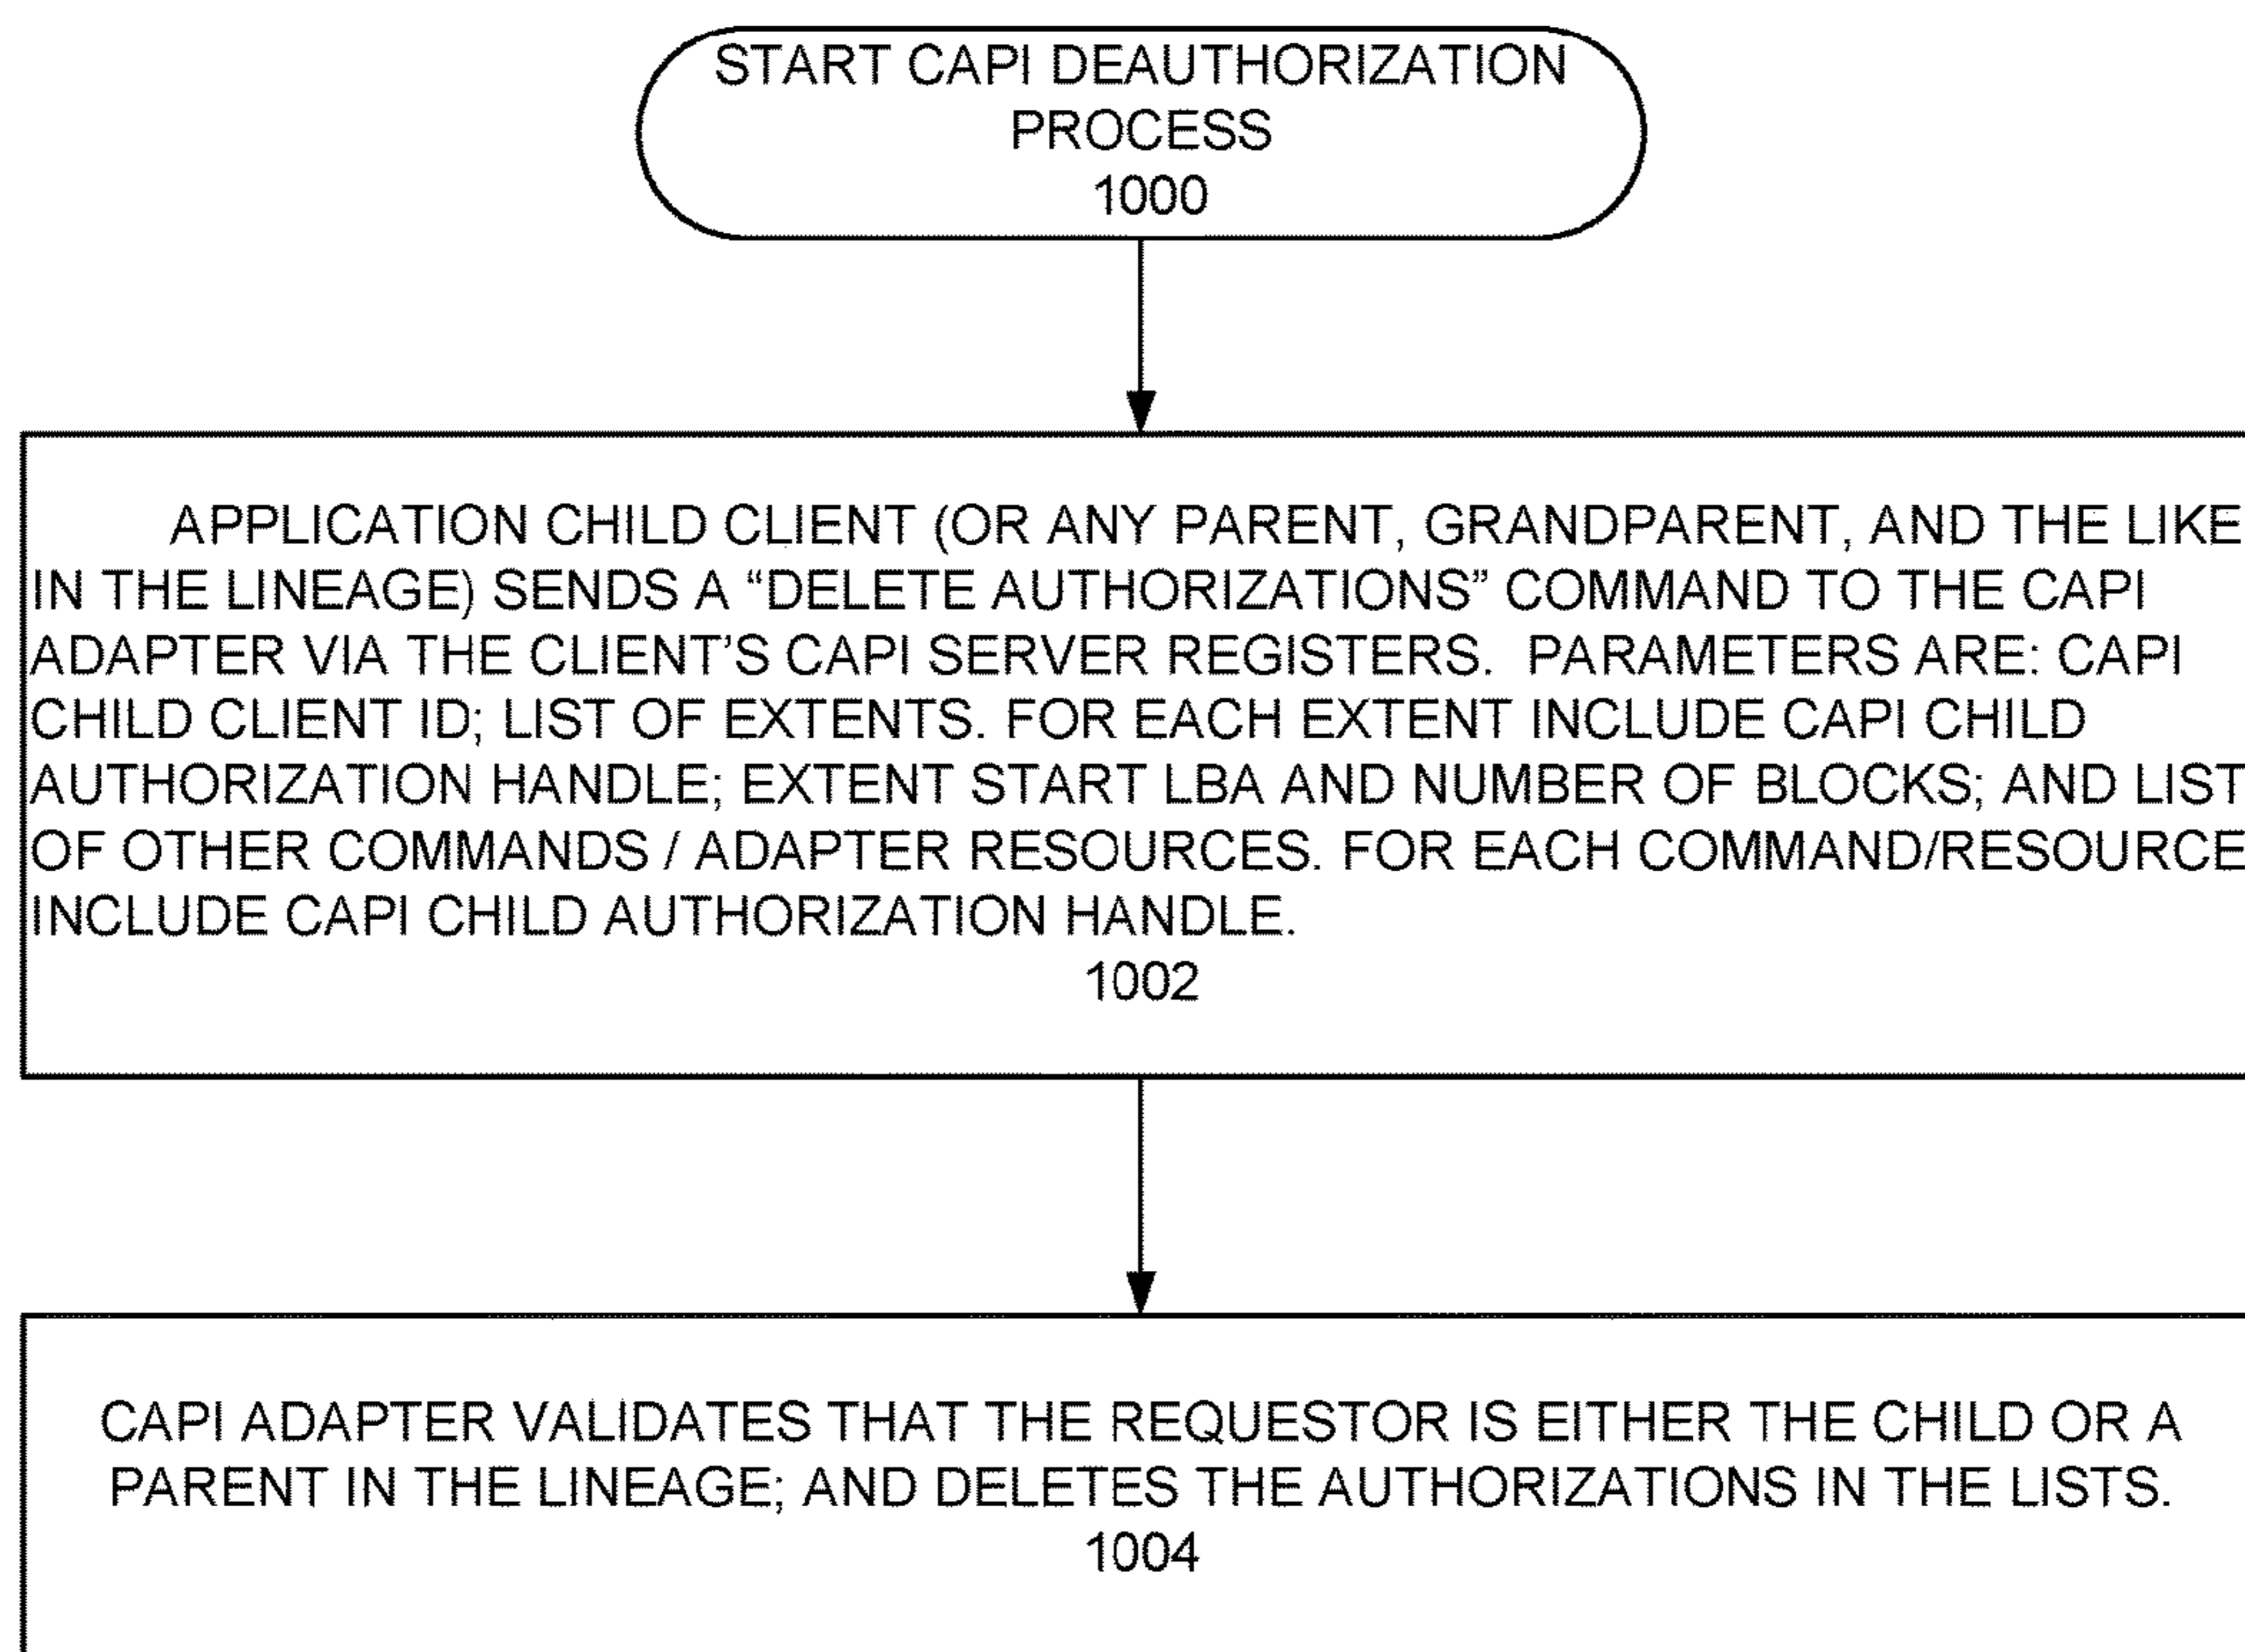 START CAPI DEAUTHORIZATION
PROCESS
1000
APPLICATION CHILD CLIENT (OR ANY PARENT, GRANDPARENT, AND THE LIKE
IN THE LINEAGE) SENDS A “DELETE AUTHORIZATIONS” COMMAND TO THE CAPI
ADAPTER VIA THE CLIENT’S CAPI SERVER REGISTERS. PARAMETERS ARE: CAPI
CHILD CLIENT ID; LIST OF EXTENTS. FOR EACH EXTENT INCLUDE CAPI CHILD
AUTHORIZATION HANDLE; EXTENT START LBA AND NUMBER OF BLOCKS; AND LIST
OF OTHER COMMANDS / ADAPTER RESOURCES. FOR EACH COMMAND/RESOURCE
INCLUDE CAPI CHILD AUTHORIZATION HANDLE.
1002
CAPI ADAPTER VALIDATES THAT THE REQUESTOR IS EITHER THE CHILD OR A
PARENT IN THE LINEAGE; AND DELETES THE AUTHORIZATIONS IN THE LISTS.
1004